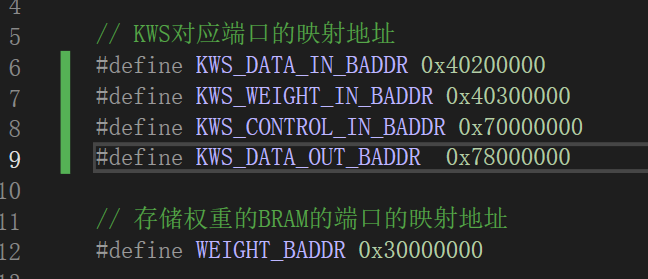 4
5 // KWS对应端口的映射地址
6 #define KWS_DATA_IN_BADDR 0x40200000
7 #define KWS_WEIGHT_IN_BADDR 0x40300000
8 #define KWS_CONTROL_IN_BADDR 0x70000000
9 #define KWS_DATA_OUT_BADDR  0x78000000
10
11 // 存储权重的BRAM的端口的映射地址
12 #define WEIGHT_BADDR 0x30000000